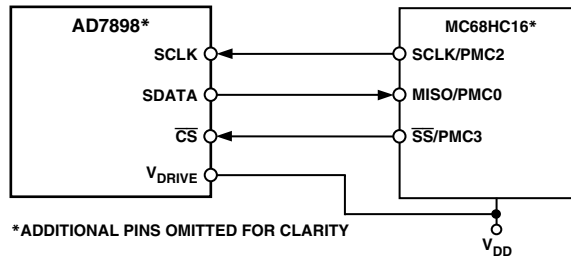 AD7898*
MC68HC16*
SCLK
SCLK/PMC2
SDATA
MISO/PMC0
CS
SS/PMC3
VDRIVE
*ADDITIONAL PINS OMITTED FOR CLARITY
VDD